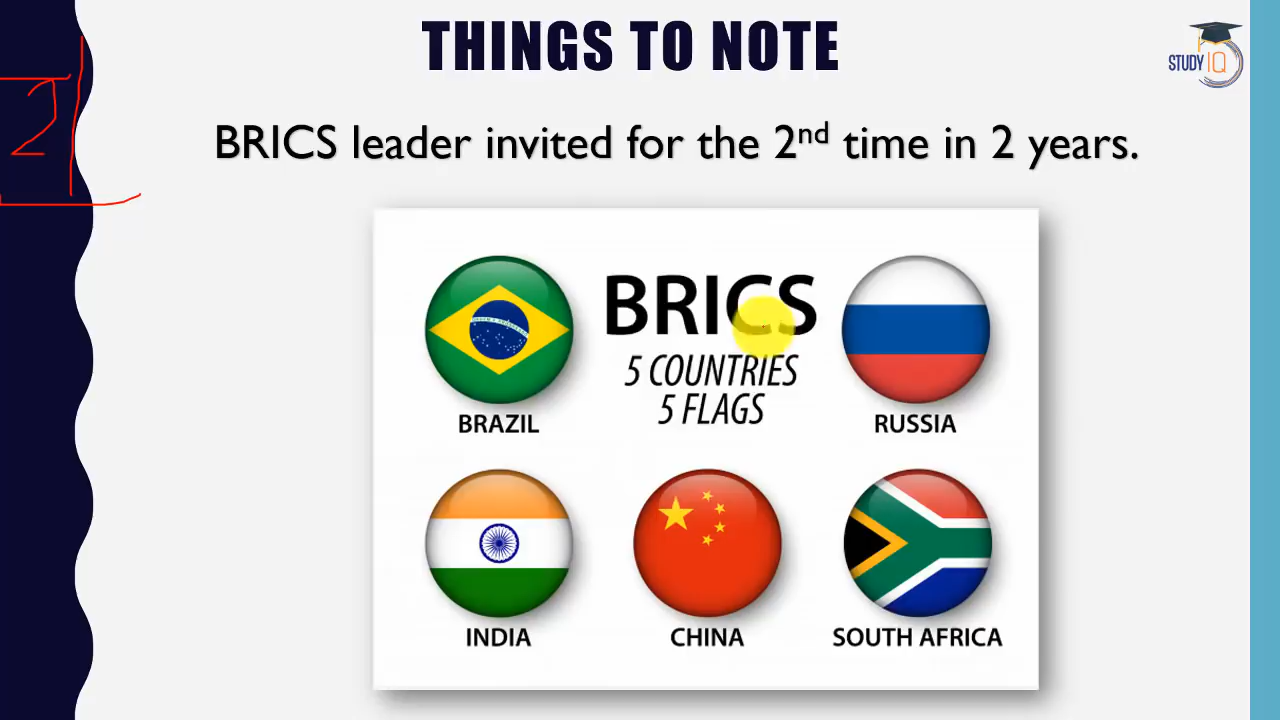 THINGS TO NOTE
STUDY IQ
BRICS leader invited for the 2nd time in 2 years.
BRICS
5 COUNTRIES
5 FLAGS
BRAZIL
RUSSIA
INDIA
CHINA
SOUTH AFRICA